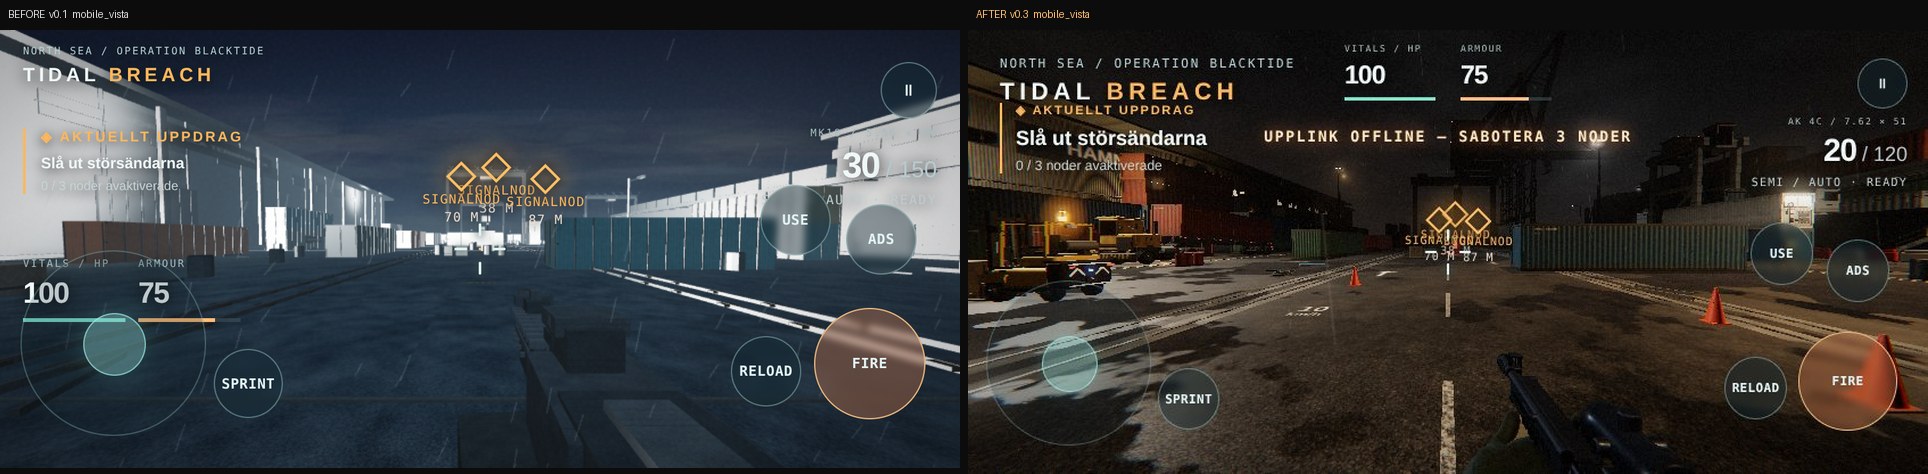 BEFORE v0.1 mobile_vista
NORTH SEA / OPERATION BLACKTIDE
TIDAL BREACH
◆ AKTUELLT UPPDRAG
Slå ut störsändarna
0 / 3 noder avaktiverade
SIGNALNOD
SIGNALNOD SIGNALNOD
38 M
70 M 87 M
30 / 150
READY
USE
ADS
VITALS / HP ARMOUR
100 75
SPRINT
RELOAD
FIRE
AFTER v0.3 mobile_vista
NORTH SEA / OPERATION BLACKTIDE
TIDAL BREACH
◆ AKTUELLT UPPDRAG
Slå ut störsändarna
0 / 3 noder avaktiverade
VITALS / HP ARMOUR
100 75
UPPLINK OFFLINE — SABOTERA 3 NODER
AK 4C / 7.62 × 51
20 / 120
SEMI / AUTO · READY
70 M 87 M
10
km/h
USE
ADS
SPRINT
RELOAD
FIRE